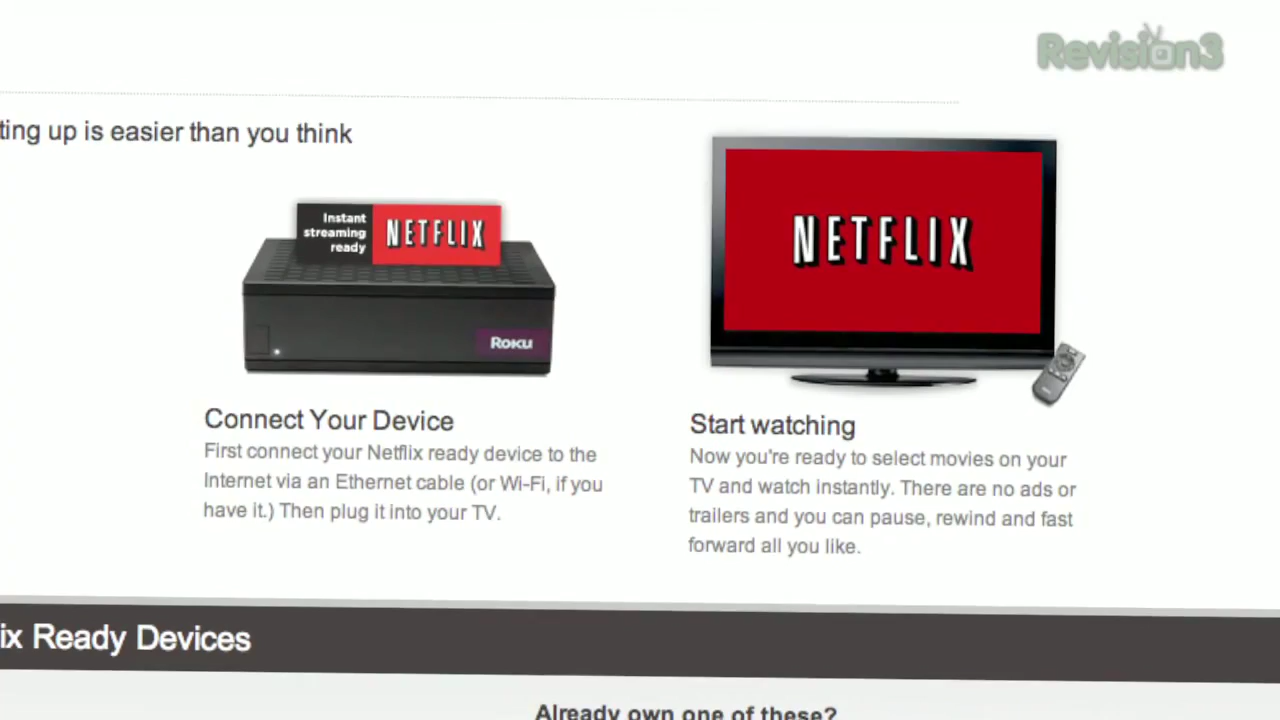 Revision3
ting up is easier than you think
Instant
streaming
ready
NETFLIX
Roku
NETFLIX
Connect Your Device
First connect your Netflix ready device to the
Internet via an Ethernet cable (or Wi-Fi, if you
have it.) Then plug it into your TV.
Start watching
Now you're ready to select movies on your
TV and watch instantly. There are no ads or
trailers and you can pause, rewind and fast
forward all you like.
ix Ready Devices
Already own one of these?